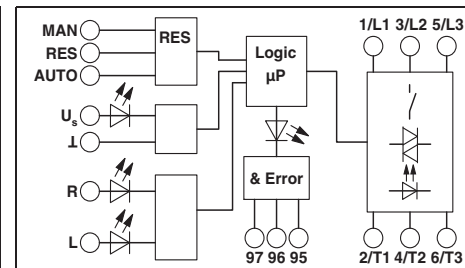 MAN
RES
AUTO
RES
Us
R
L
Logic
µP
& Error
97 96 95
1/L1 3/L2 5/L3
2/T1 4/T2 6/T3